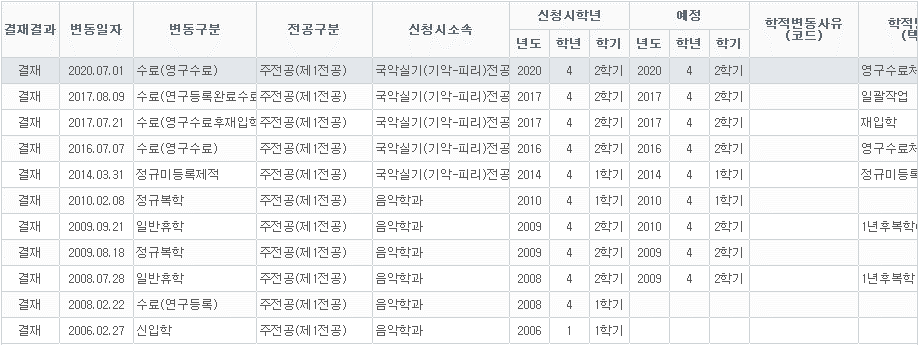 결재결과 변동일자 변동구분 전공구분 신청시소속 신청시학년 예정 학적변동사유 (코드)
년도 학년 학기 년도 학년 학기
결재 2020.07.01 수료(영구수료) 주전공(제1전공) 국악실기(기악-피리)전공 2020 4 2학기 2020 4 2학기 영구수료처
결재 2017.08.09 수료(연구등록완료수료 주전공(제1전공) 국악실기(기악-피리)전공 2017 4 2학기 2017 4 2학기 일괄작업
결재 2017.07.21 수료(영구수료후재입학 주전공(제1전공) 국악실기(기악-피리)전공 2017 4 2학기 2017 4 2학기 재입학
결재 2016.07.07 수료(영구수료) 주전공(제1전공) 국악실기(기악-피리)전공 2016 4 2학기 2016 4 2학기 영구수료처
결재 2014.03.31 정규미등록제적 주전공(제1전공) 국악실기(기악-피리)전공 2014 4 1학기 2014 4 1학기 정규미등록
결재 2010.02.08 정규복학 주전공(제1전공) 음악학과 2010 4 1학기 2010 4 1학기
결재 2009.09.21 일반휴학 주전공(제1전공) 음악학과 2009 4 2학기 2010 4 2학기 1년후복학
결재 2009.08.18 정규복학 주전공(제1전공) 음악학과 2009 4 2학기 2009 4 2학기
결재 2008.07.28 일반휴학 주전공(제1전공) 음악학과 2008 4 2학기 2009 4 2학기 1년후복학
결재 2008.02.22 수료(연구등록) 주전공(제1전공) 음악학과 2008 4 1학기
결재 2006.02.27 신입학 주전공(제1전공) 음악학과 2006 1 1학기